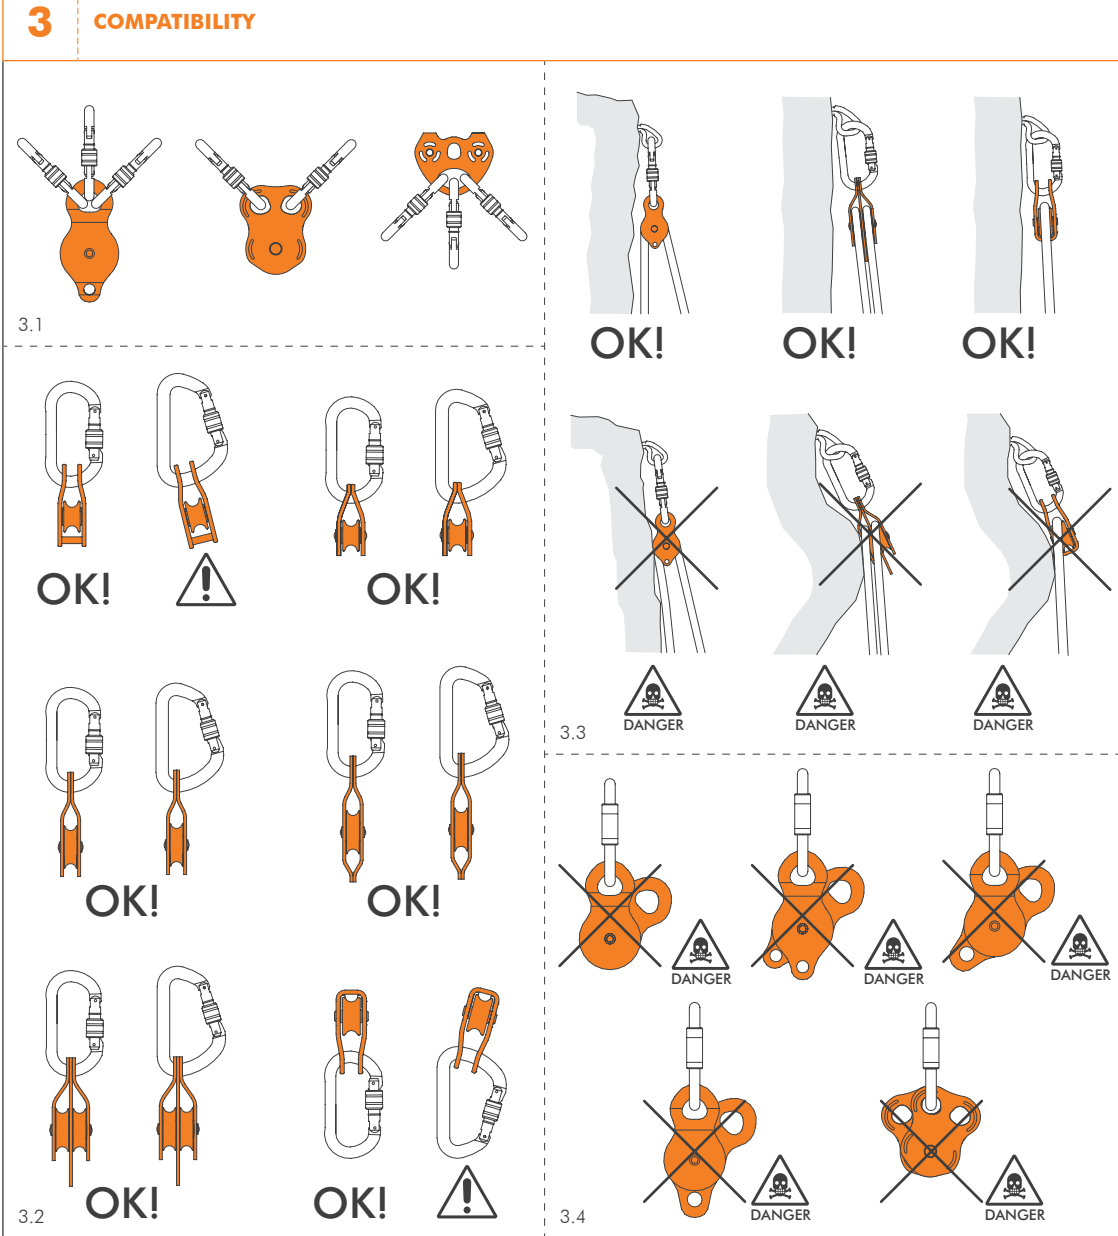 3 COMPATIBILITY
3.1
OK! OK!
OK! OK!
OK! OK!
3.2
OK! OK! OK!
DANGER DANGER DANGER
3.3
DANGER DANGER DANGER
DANGER DANGER
3.4